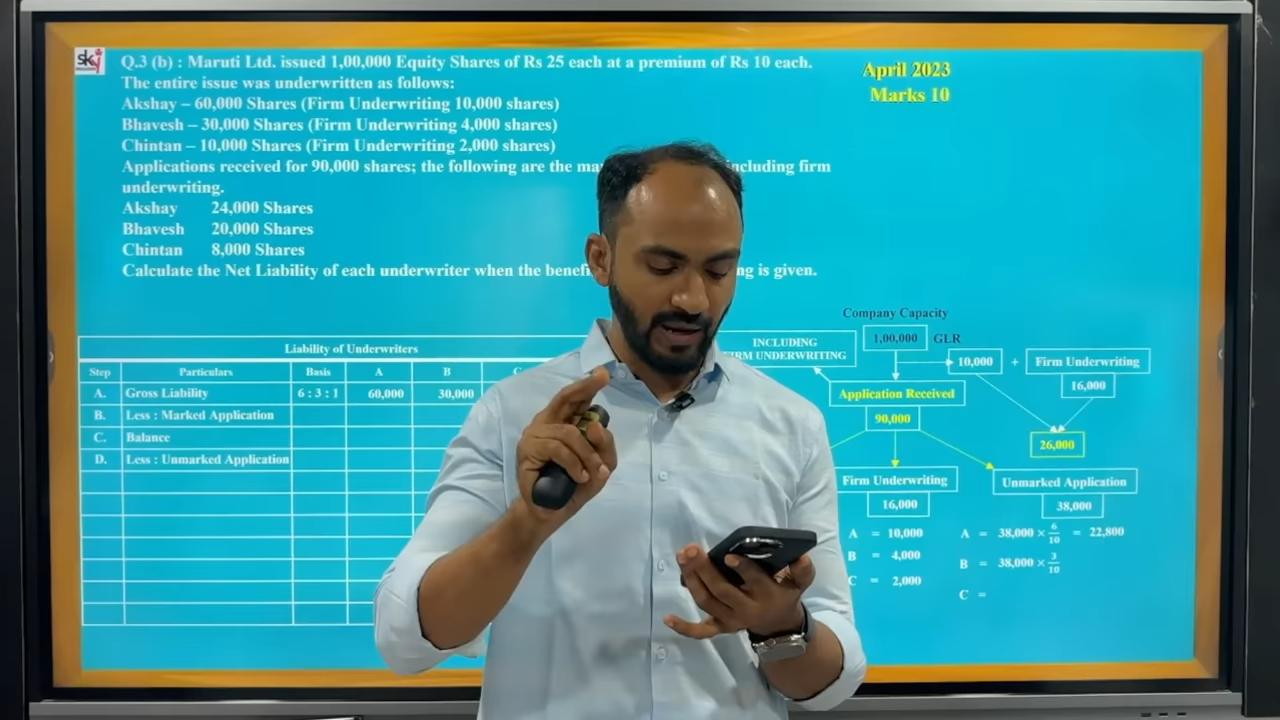 sky
Q.3 (b) : Maruti Ltd. issued 1,00,000 Equity Shares of Rs 25 each at a premium of Rs 10 each.
April 2023
Marks 10
The entire issue was underwritten as follows:
Akshay – 60,000 Shares (Firm Underwriting 10,000 shares)
Bhavesh – 30,000 Shares (Firm Underwriting 4,000 shares)
Chintan – 10,000 Shares (Firm Underwriting 2,000 shares)
Applications received for 90,000 shares; the following are the including firm
underwriting.
Akshay 24,000 Shares
Bhavesh 20,000 Shares
Chintan 8,000 Shares
Calculate the Net Liability of each underwriter when the is given.
Liability of Underwriters
Step Particulars Basis A B
A. Gross Liability 6 : 3 : 1 60,000 30,000
B. Less : Marked Application
C. Balance
D. Less : Unmarked Application
Company Capacity
1,00,000 GLR
INCLUDING
UNDERWRITING
10,000 + Firm Underwriting
16,000
Application Received
90,000
26,000
Firm Underwriting
16,000
Unmarked Application
38,000
A = 10,000
B = 4,000
C = 2,000
A = 38,000 × 6/10 = 22,800
B = 38,000 × 3/10
C =